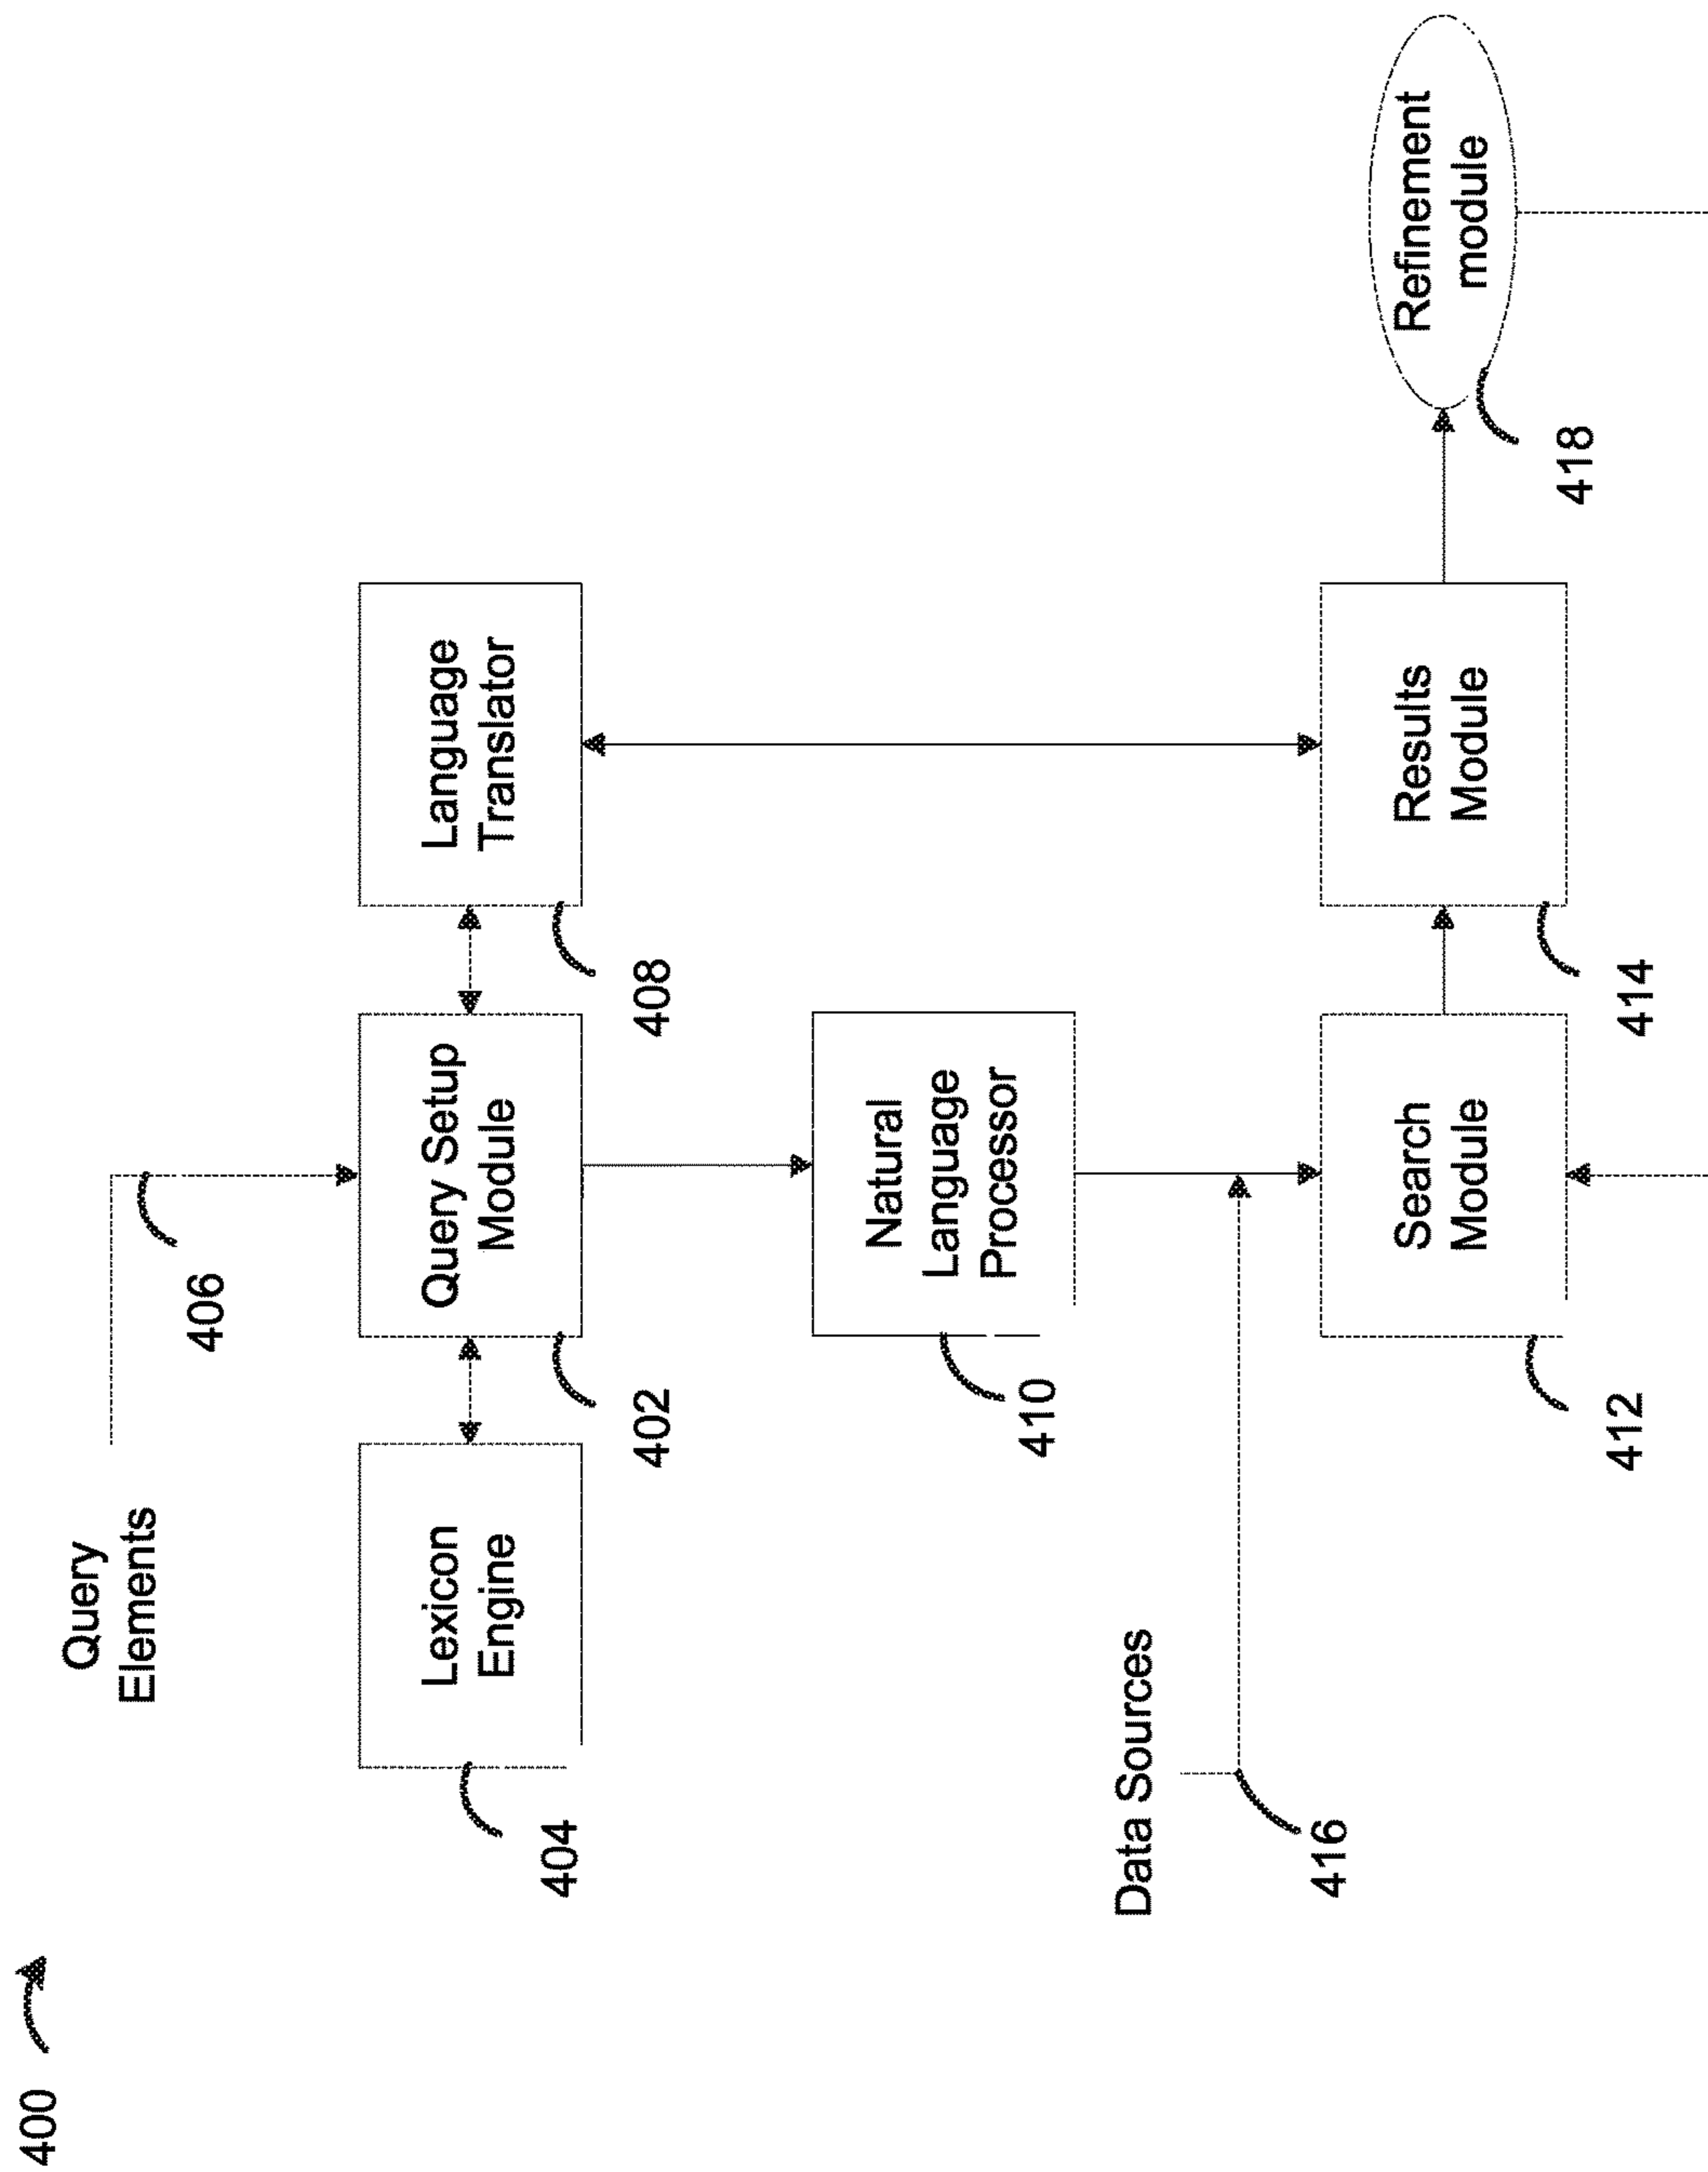 400
Query
Elements
406
Lexicon
Engine
404
Query Setup
Module
402
Language
Translator
408
Natural
Language
Processor
410
Data Sources
416
Search
Module
412
Results
Module
414
Refinement
module
418